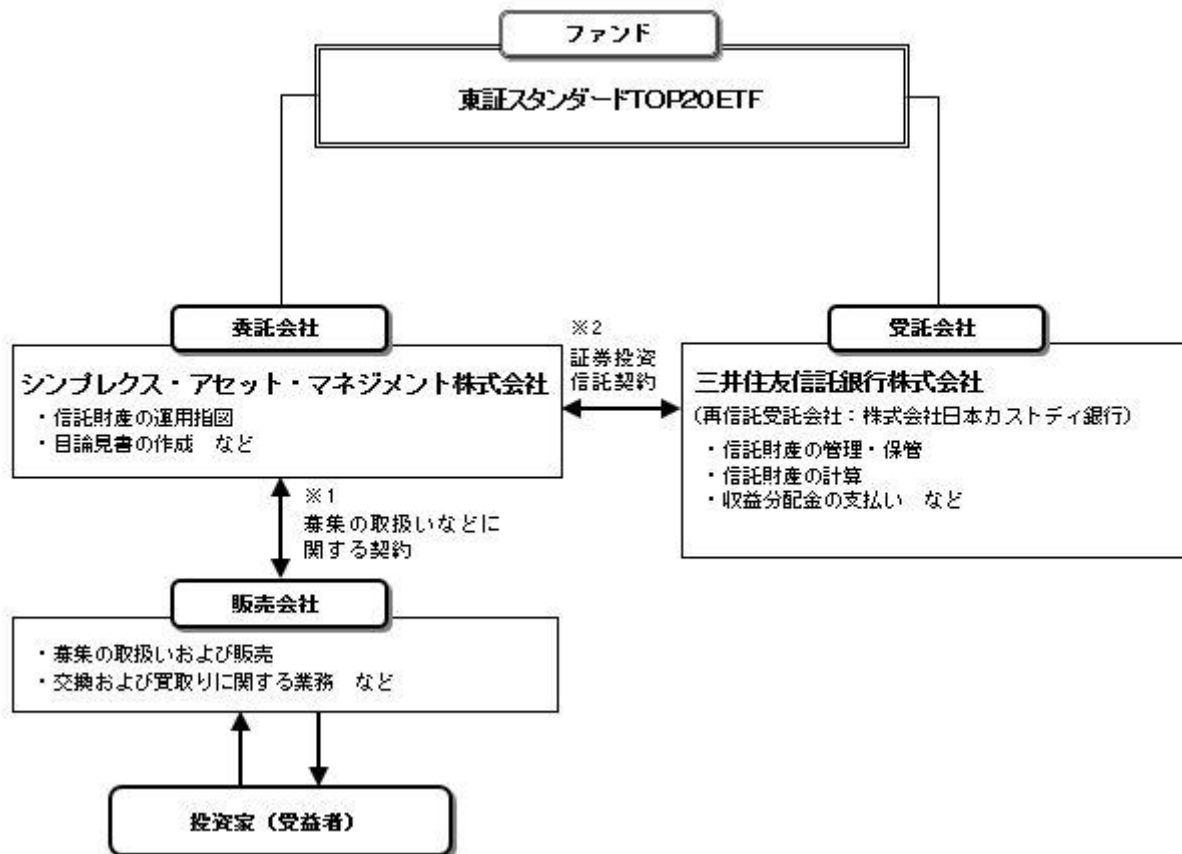 ファンド
東証スタンダードTOP20ETF
委託会社
シンプレクス・アセット・マネジメント株式会社
・信託財産の運用指図
・目論見書の作成　など
※2
証券投資
信託契約
受託会社
三井住友信託銀行株式会社
(再信託受託会社：株式会社日本カストディ銀行)
・信託財産の管理・保管
・信託財産の計算
・収益分配金の支払い　など
※1
募集の取扱いなどに
関する契約
販売会社
・募集の取扱いおよび販売
・交換および買取りに関する業務　など
投資家（受益者）